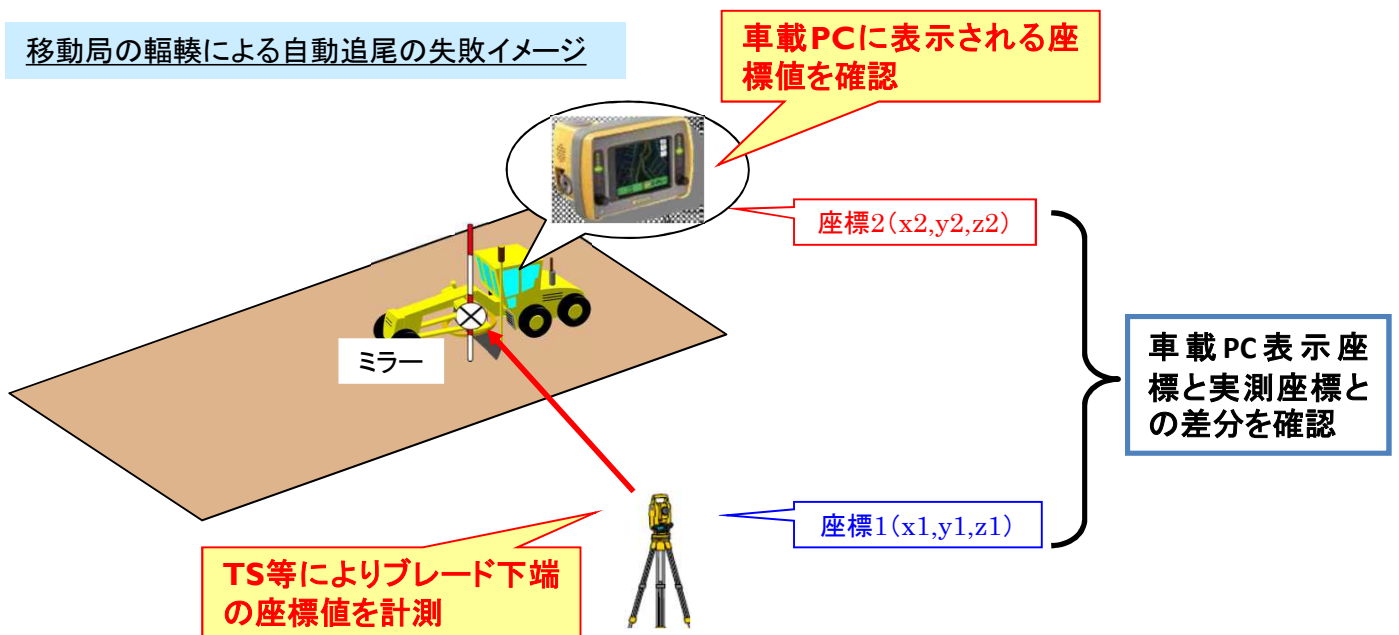 移動局の輻輳による自動追尾の失敗イメージ
車載PCに表示される座
標値を確認
座標2(x2,y2,z2)
ミラー
車載PC表示座
標と実測座標と
の差分を確認
座標1(x1,y1,z1)
TS等によりブレード下端
の座標値を計測